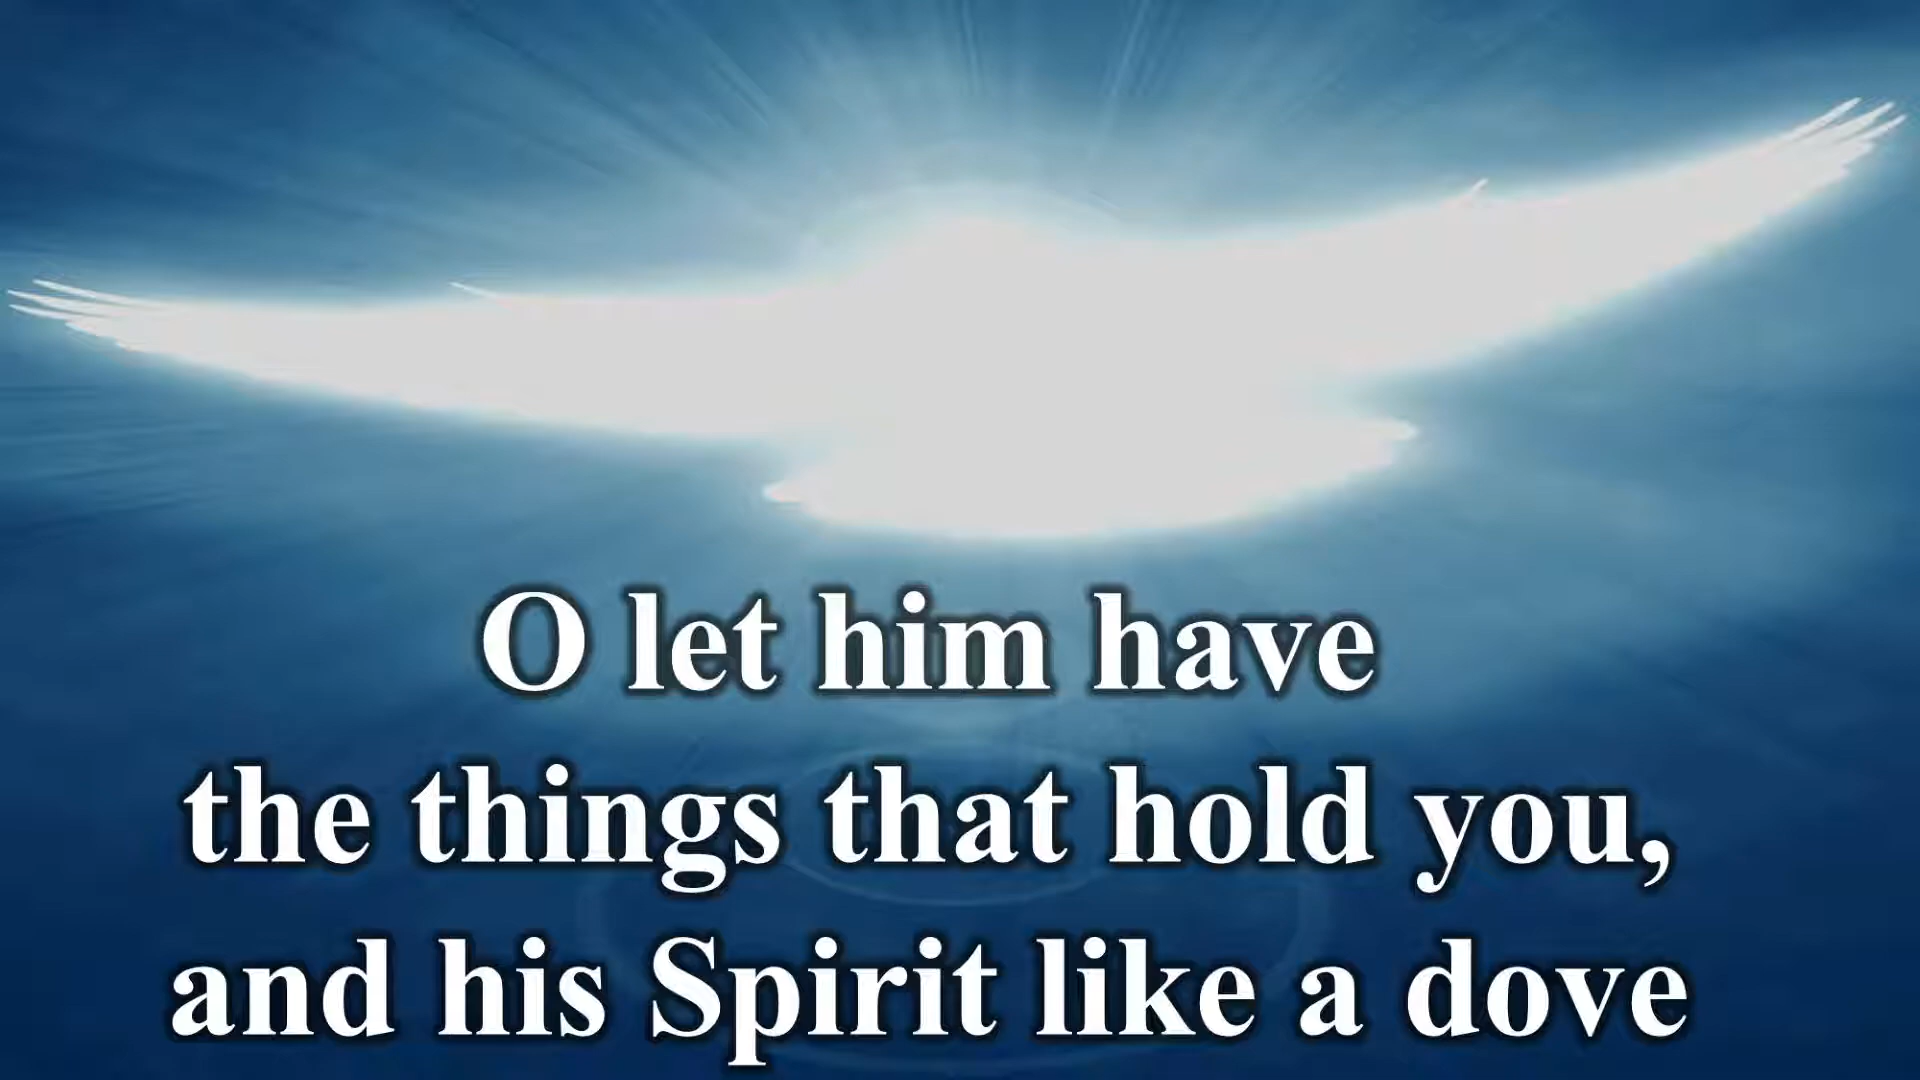 O let him have
the things that hold you,
and his Spirit like a dove